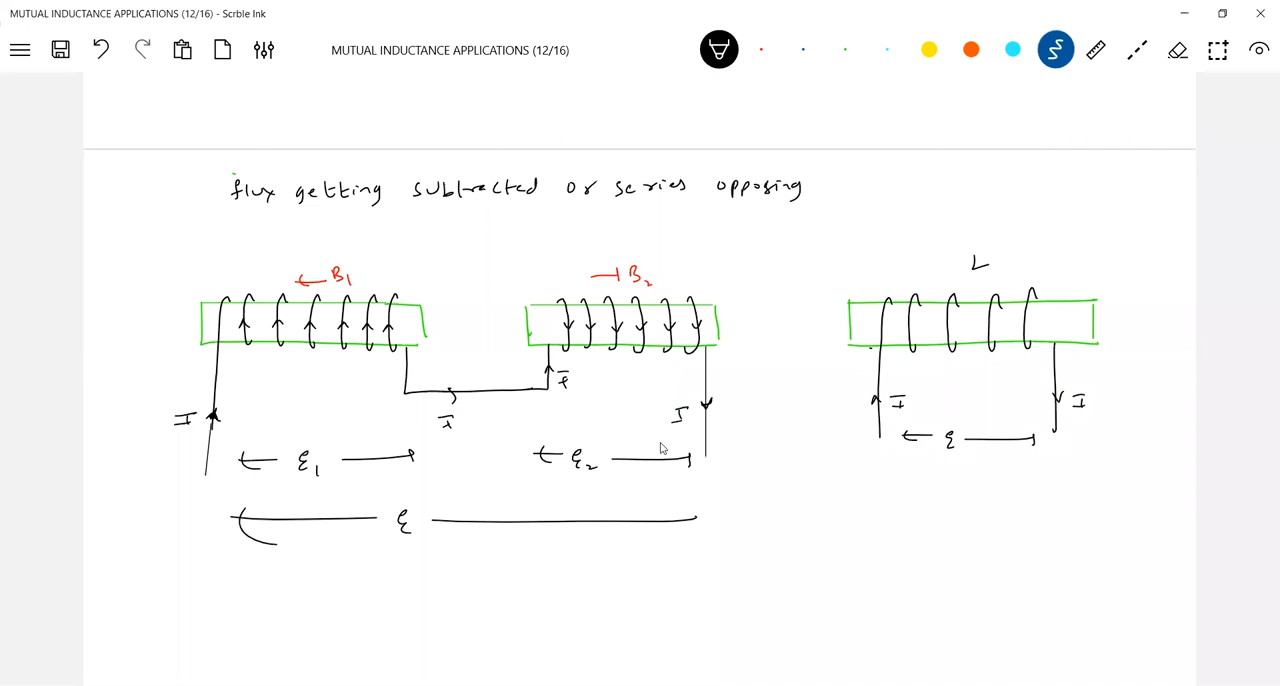 MUTUAL INDUCTANCE APPLICATIONS (12/16) - Scrble Ink
MUTUAL INDUCTANCE APPLICATIONS (12/16)
flux getting subtracted or series opposing
B₁
B₂
L
I
I
I
I
I
I
ε₁
ε₂
ε
ε